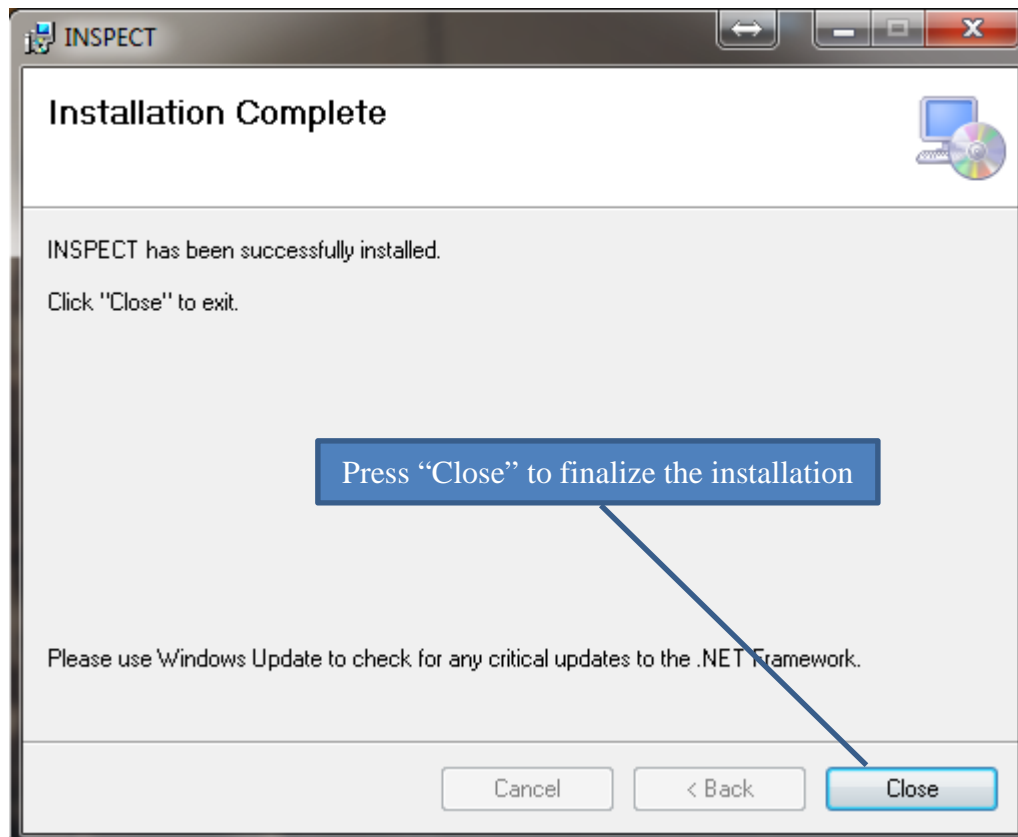 INSPECT
Installation Complete
INSPECT has been successfully installed.
Click "Close" to exit.
Press “Close” to finalize the installation
Please use Windows Update to check for any critical updates to the .NET Framework.
Cancel
< Back
Close